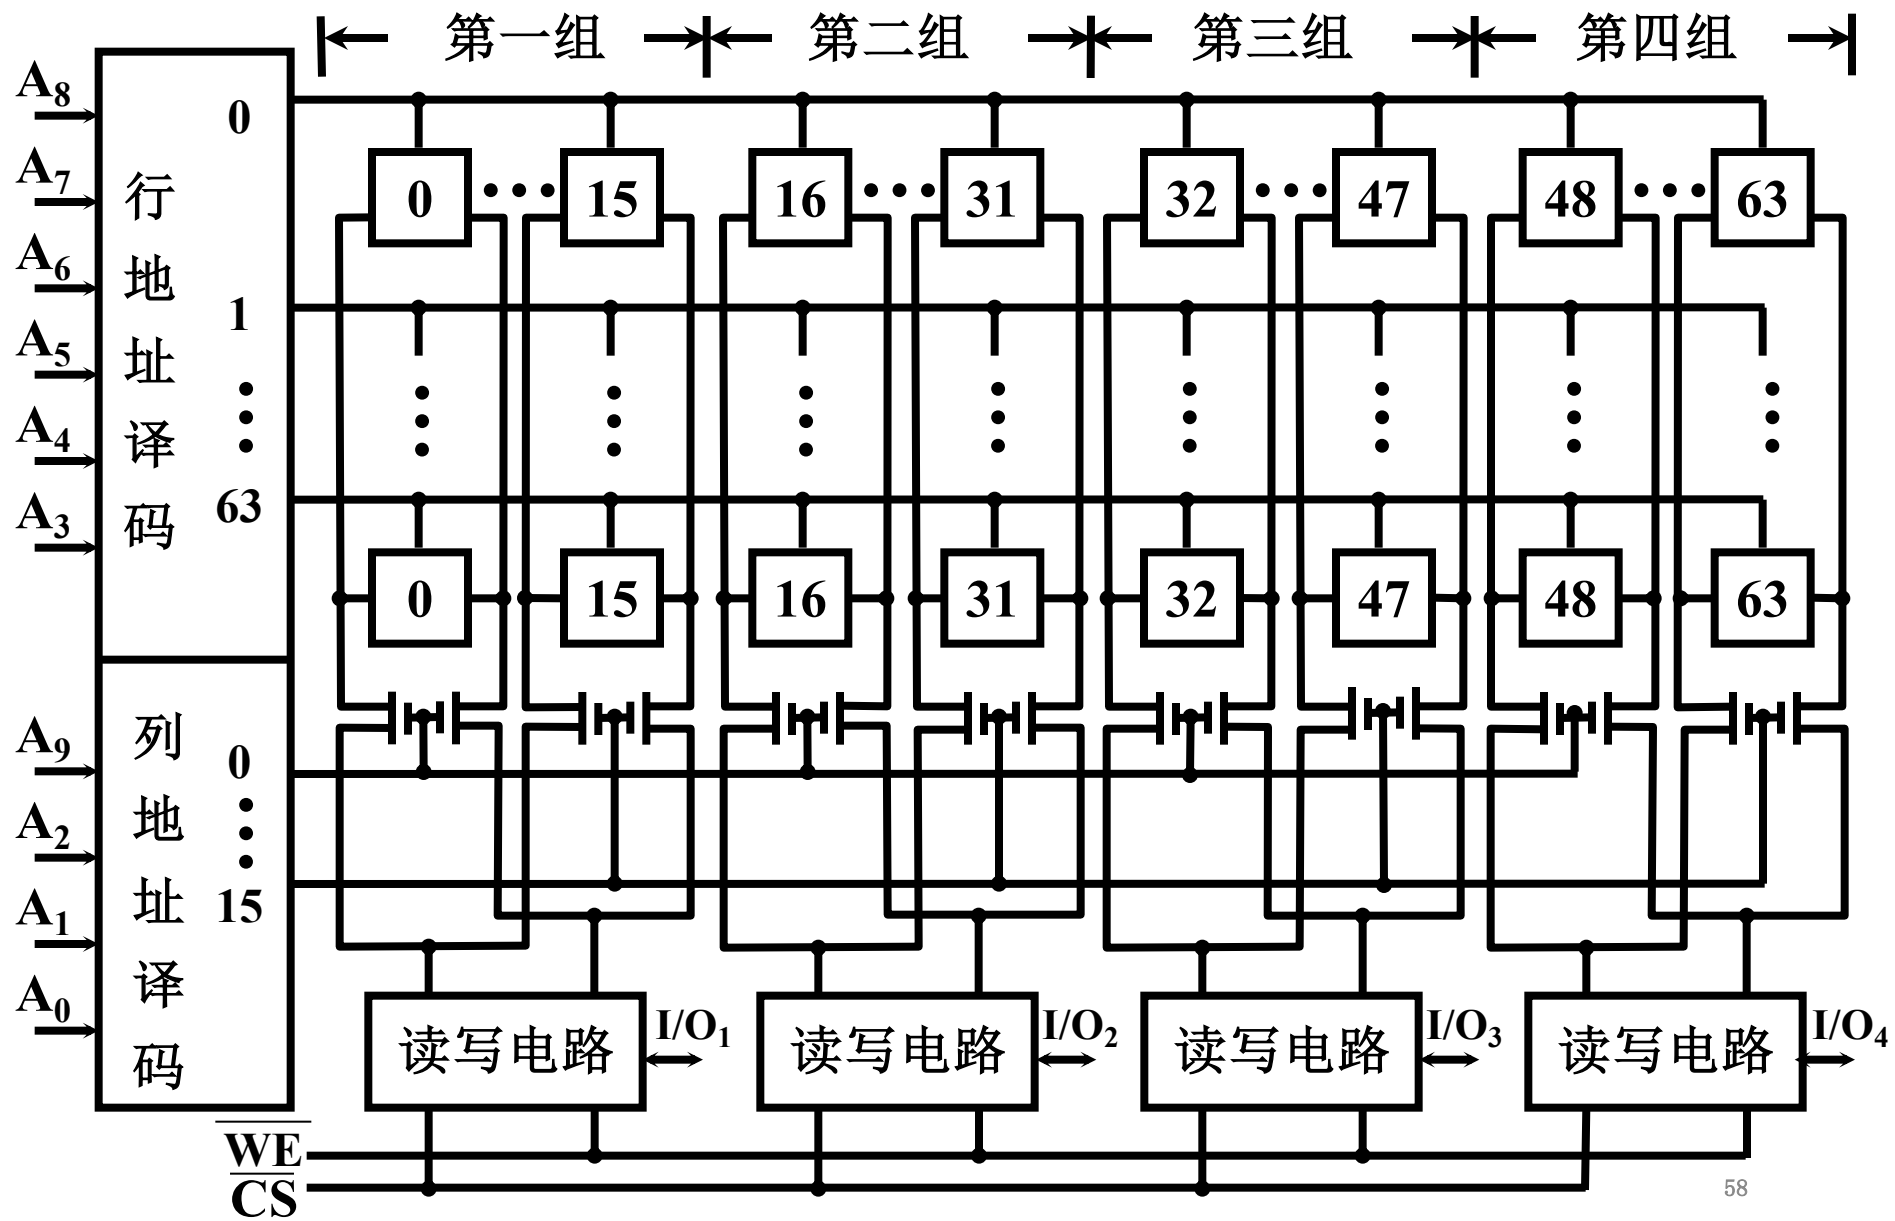 第一组 第二组 第三组 第四组
A8
A7
A6
A5
A4
A3
行地址译码
0
1
63
0 15 16 31 32 47 48 63
0 15 16 31 32 47 48 63
A9
A2
A1
A0
列地址译码
0
15
读写电路 I/O1 读写电路 I/O2 读写电路 I/O3 读写电路 I/O4
WE
CS
58